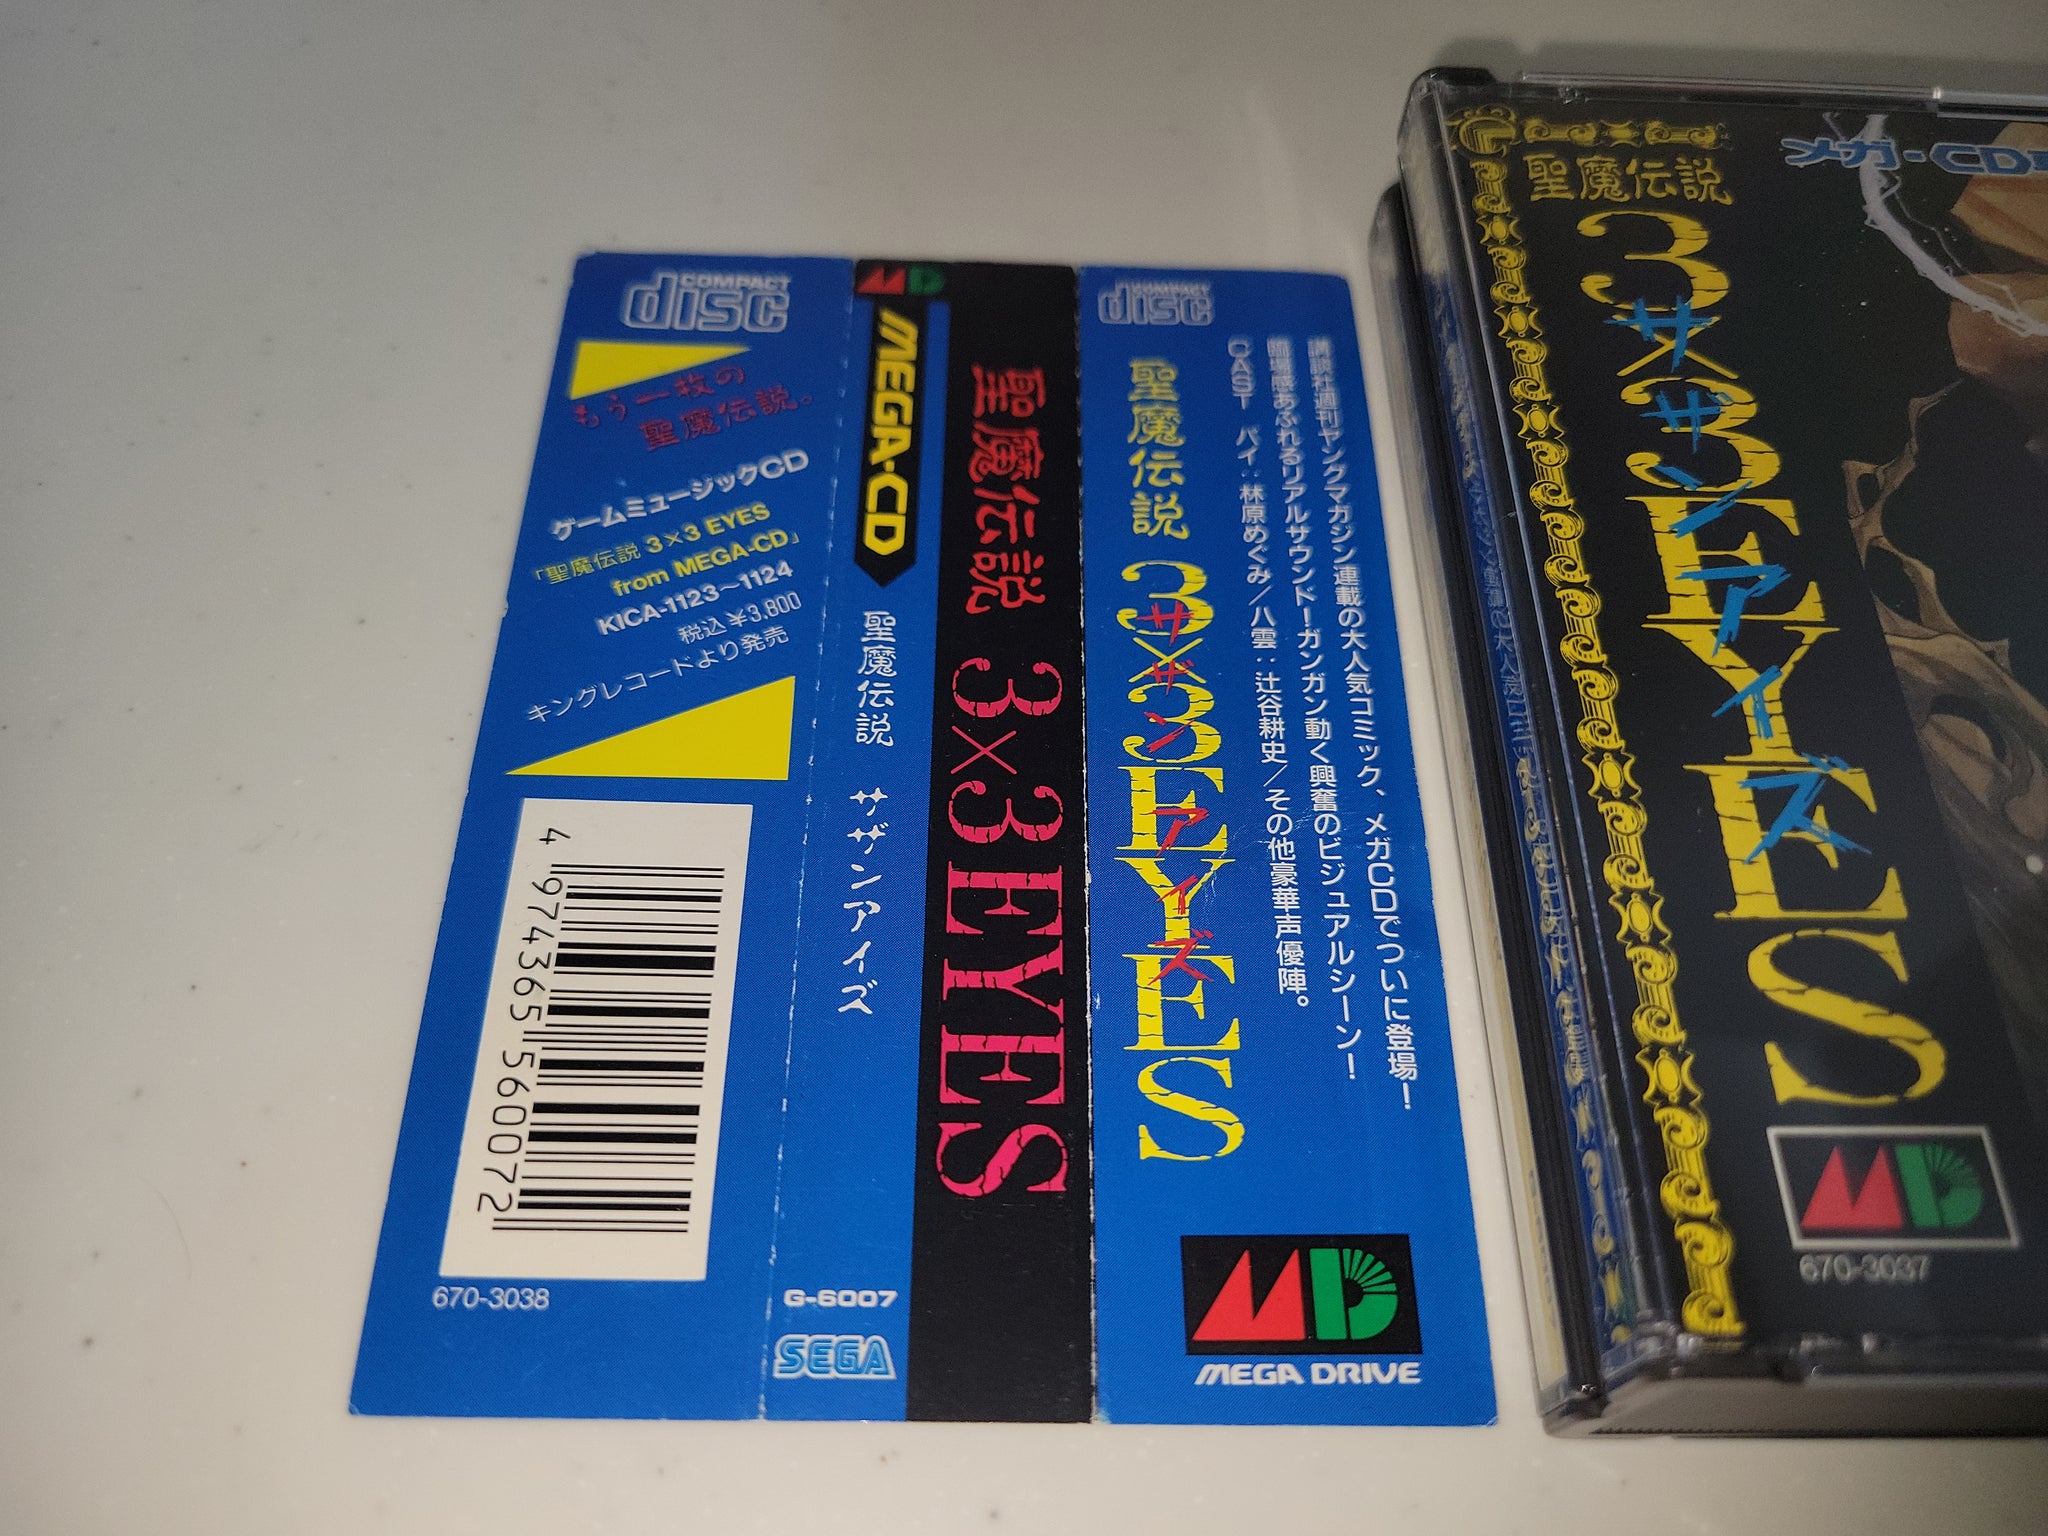 COMPACT
disc
もう一枚の
聖魔伝説。
ゲームミュージックCD
「聖魔伝説 3×3 EYES
from MEGA-CD」
KICA-1123〜1124
税込¥3,800
キングレコードより発売
4 974365 560072
670-3038
MD
MEGA-CD
聖魔伝説 サザンアイズ
G-6007
SEGA
聖魔伝説 3×3 EYES
COMPACT
disc
講談社週刊ヤングマガジン連載の大人気コミック、メガCDでついに登場！
臨場感あふれるリアルサウンド！ガンガン動く興奮のビジュアルシーン！
CAST パイ：林原めぐみ／八雲：辻谷耕史／その他豪華声優陣。
聖魔伝説 3×3 EYES
サザンアイズ
MD
MEGA DRIVE
メガ-CD
聖魔伝説
3×3 EYES
サザンアイズ
MD
670-3037